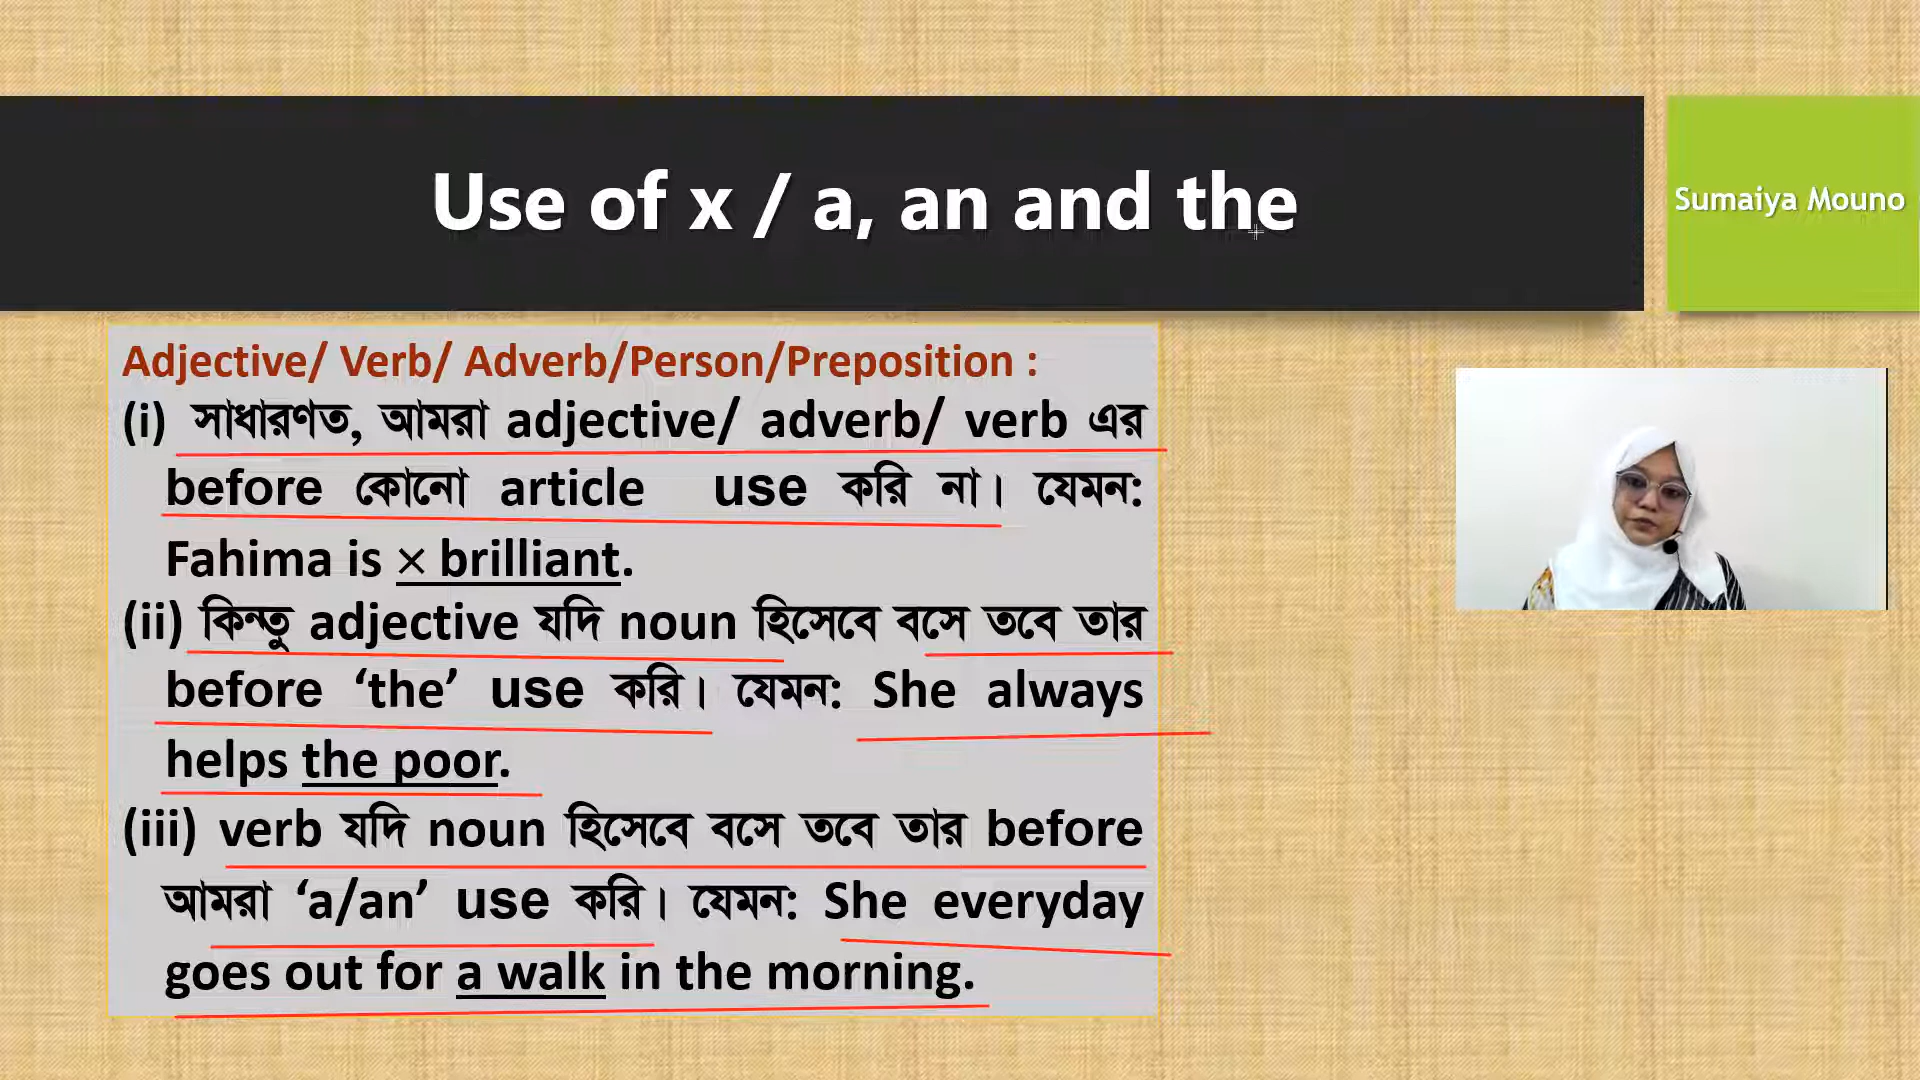 Use of x / a, an and the
Sumaiya Mouno
Adjective/ Verb/ Adverb/Person/Preposition :
(i) সাধারণত, আমরা adjective/ adverb/ verb এর
before কোনো article use করি না। যেমন:
Fahima is × brilliant.
(ii) কিন্তু adjective যদি noun হিসেবে বসে তবে তার
before ‘the’ use করি। যেমন: She always
helps the poor.
(iii) verb যদি noun হিসেবে বসে তবে তার before
আমরা ‘a/an’ use করি। যেমন: She everyday
goes out for a walk in the morning.